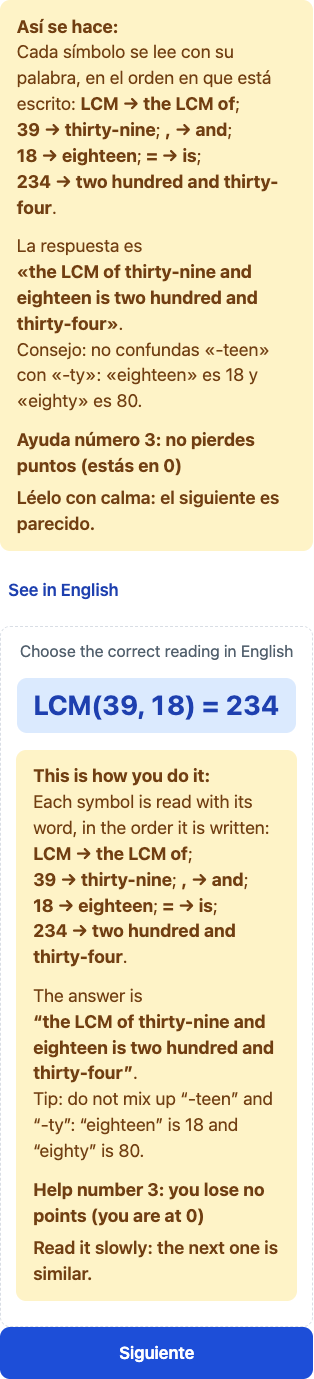 Así se hace:
Cada símbolo se lee con su
palabra, en el orden en que está
escrito: LCM → the LCM of;
39 → thirty-nine; , → and;
18 → eighteen; = → is;
234 → two hundred and thirty-
four.
La respuesta es
«the LCM of thirty-nine and
eighteen is two hundred and
thirty-four».
Consejo: no confundas «-teen»
con «-ty»: «eighteen» es 18 y
«eighty» es 80.
Ayuda número 3: no pierdes
puntos (estás en 0)
Léelo con calma: el siguiente es
parecido.
See in English
Choose the correct reading in English
LCM(39, 18) = 234
This is how you do it:
Each symbol is read with its
word, in the order it is written:
LCM → the LCM of;
39 → thirty-nine; , → and;
18 → eighteen; = → is;
234 → two hundred and
thirty-four.
The answer is
“the LCM of thirty-nine and
eighteen is two hundred and
thirty-four”.
Tip: do not mix up “-teen” and
“-ty”: “eighteen” is 18 and
“eighty” is 80.
Help number 3: you lose no
points (you are at 0)
Read it slowly: the next one is
similar.
Siguiente